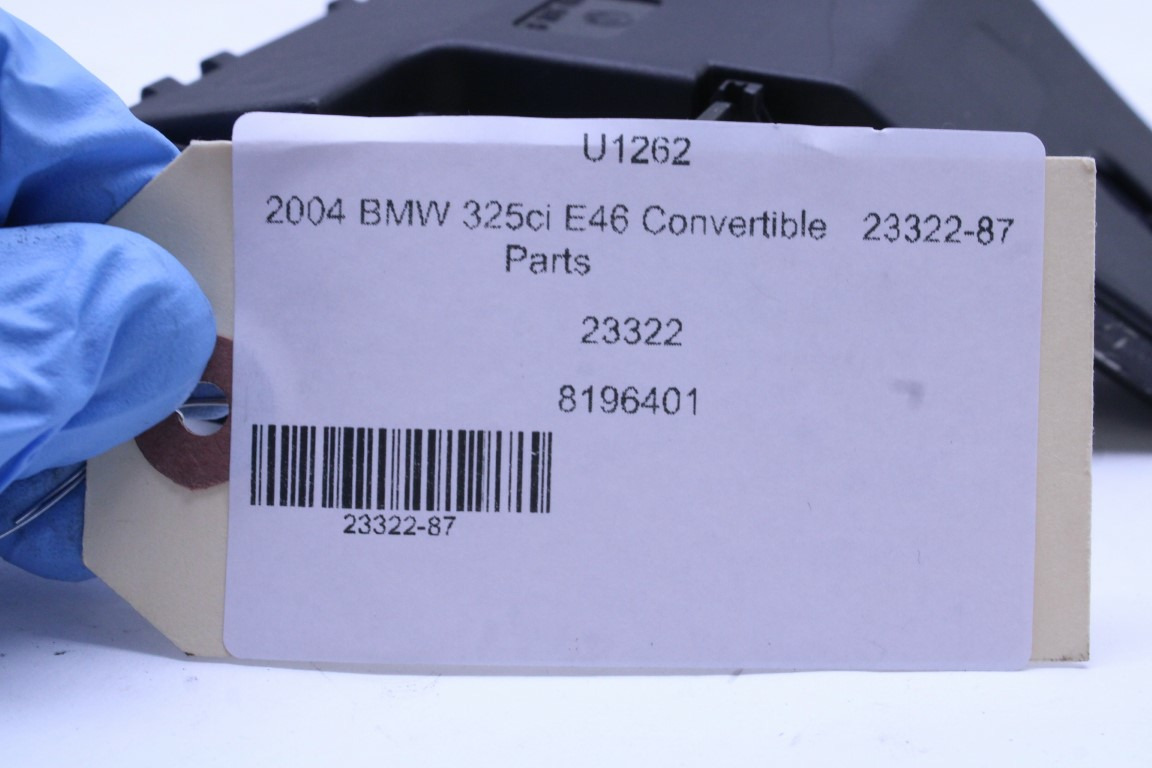 U1262
2004 BMW 325ci E46 Convertible 23322-87
Parts
23322
8196401
23322-87